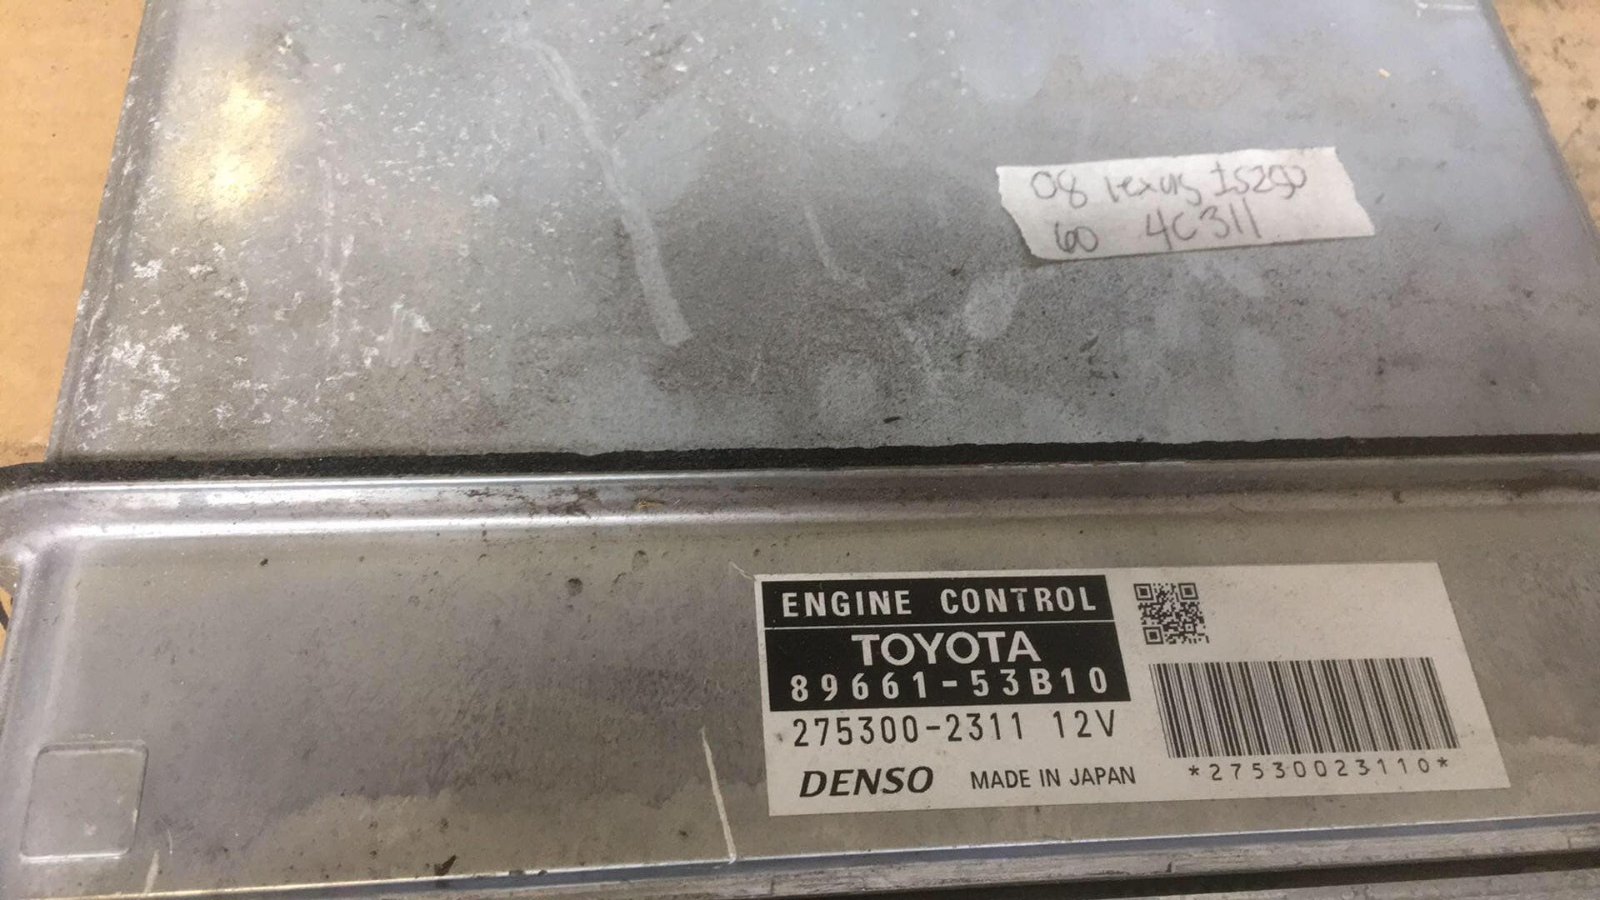 08 lexus IS250
60 4C311
ENGINE CONTROL
TOYOTA
89661-53B10
275300-2311 12V
DENSO MADE IN JAPAN
*27530023110*